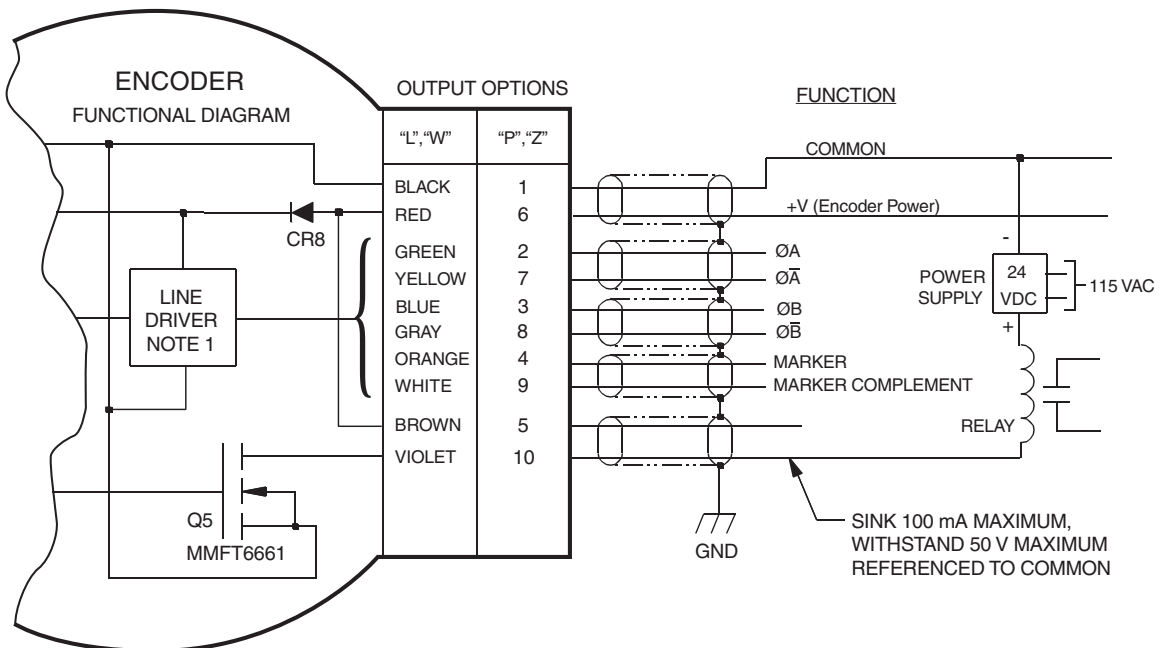 ENCODER
FUNCTIONAL DIAGRAM
OUTPUT OPTIONS
FUNCTION
"L","W" "P","Z"
BLACK 1
RED 6
GREEN 2
YELLOW 7
BLUE 3
GRAY 8
ORANGE 4
WHITE 9
BROWN 5
VIOLET 10
CR8
LINE
DRIVER
NOTE 1
Q5
MMFT6661
COMMON
+V (Encoder Power)
ØA
ØA̅
ØB
ØB̅
MARKER
MARKER COMPLEMENT
GND
-
POWER
SUPPLY
24
VDC
115 VAC
+
RELAY
SINK 100 mA MAXIMUM,
WITHSTAND 50 V MAXIMUM
REFERENCED TO COMMON